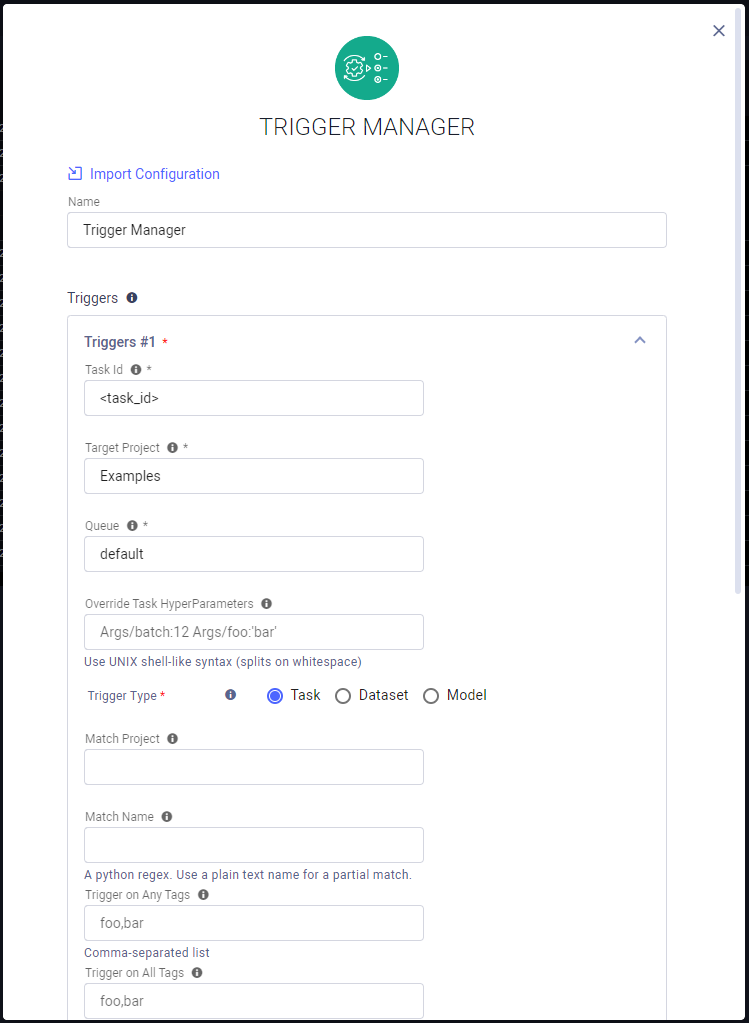 TRIGGER MANAGER
Import Configuration
Name
Trigger Manager
Triggers
Triggers #1 *
Task Id *
<task_id>
Target Project *
Examples
Queue *
default
Override Task HyperParameters
Args/batch:12 Args/foo:'bar'
Use UNIX shell-like syntax (splits on whitespace)
Trigger Type * Task Dataset Model
Match Project
Match Name
A python regex. Use a plain text name for a partial match.
Trigger on Any Tags
foo,bar
Comma-separated list
Trigger on All Tags
foo,bar